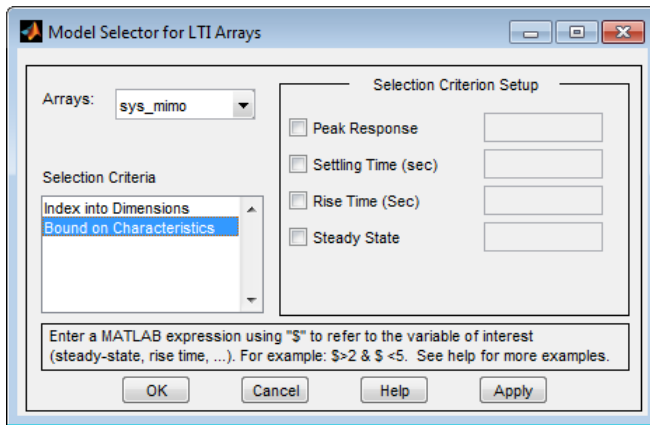 Model Selector for LTI Arrays
Arrays:
sys_mimo
Selection Criteria
Index into Dimensions
Bound on Characteristics
Selection Criterion Setup
Peak Response
Settling Time (sec)
Rise Time (Sec)
Steady State
Enter a MATLAB expression using "$" to refer to the variable of interest
(steady-state, rise time, ...). For example: $>2 & $ <5. See help for more examples.
OK
Cancel
Help
Apply